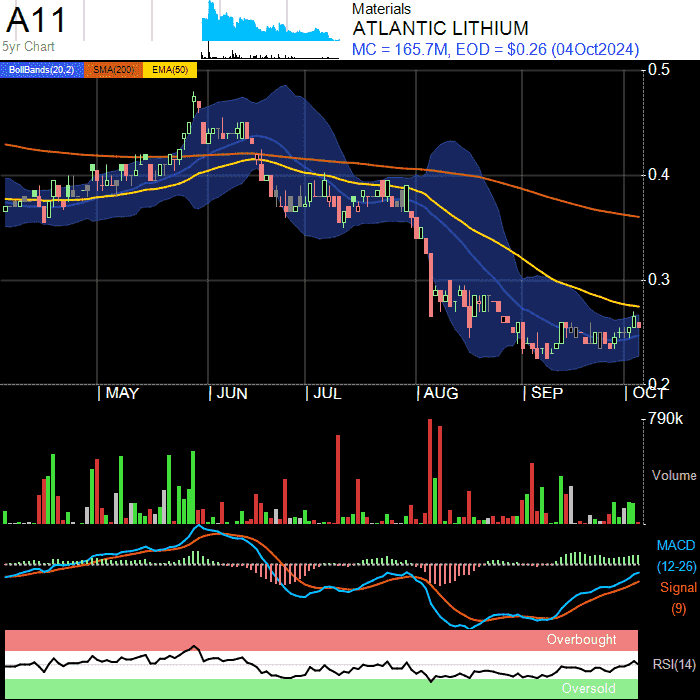 A11
5yr Chart
Materials
ATLANTIC LITHIUM
MC = 165.7M, EOD = $0.26 (04Oct2024)
BollBands(20,2) SMA(200) EMA(50)
0.5
0.4
0.3
0.2
MAY JUN JUL AUG SEP OCT
790k
Volume
MACD
(12-26)
Signal
(9)
Overbought
RSI(14)
Oversold